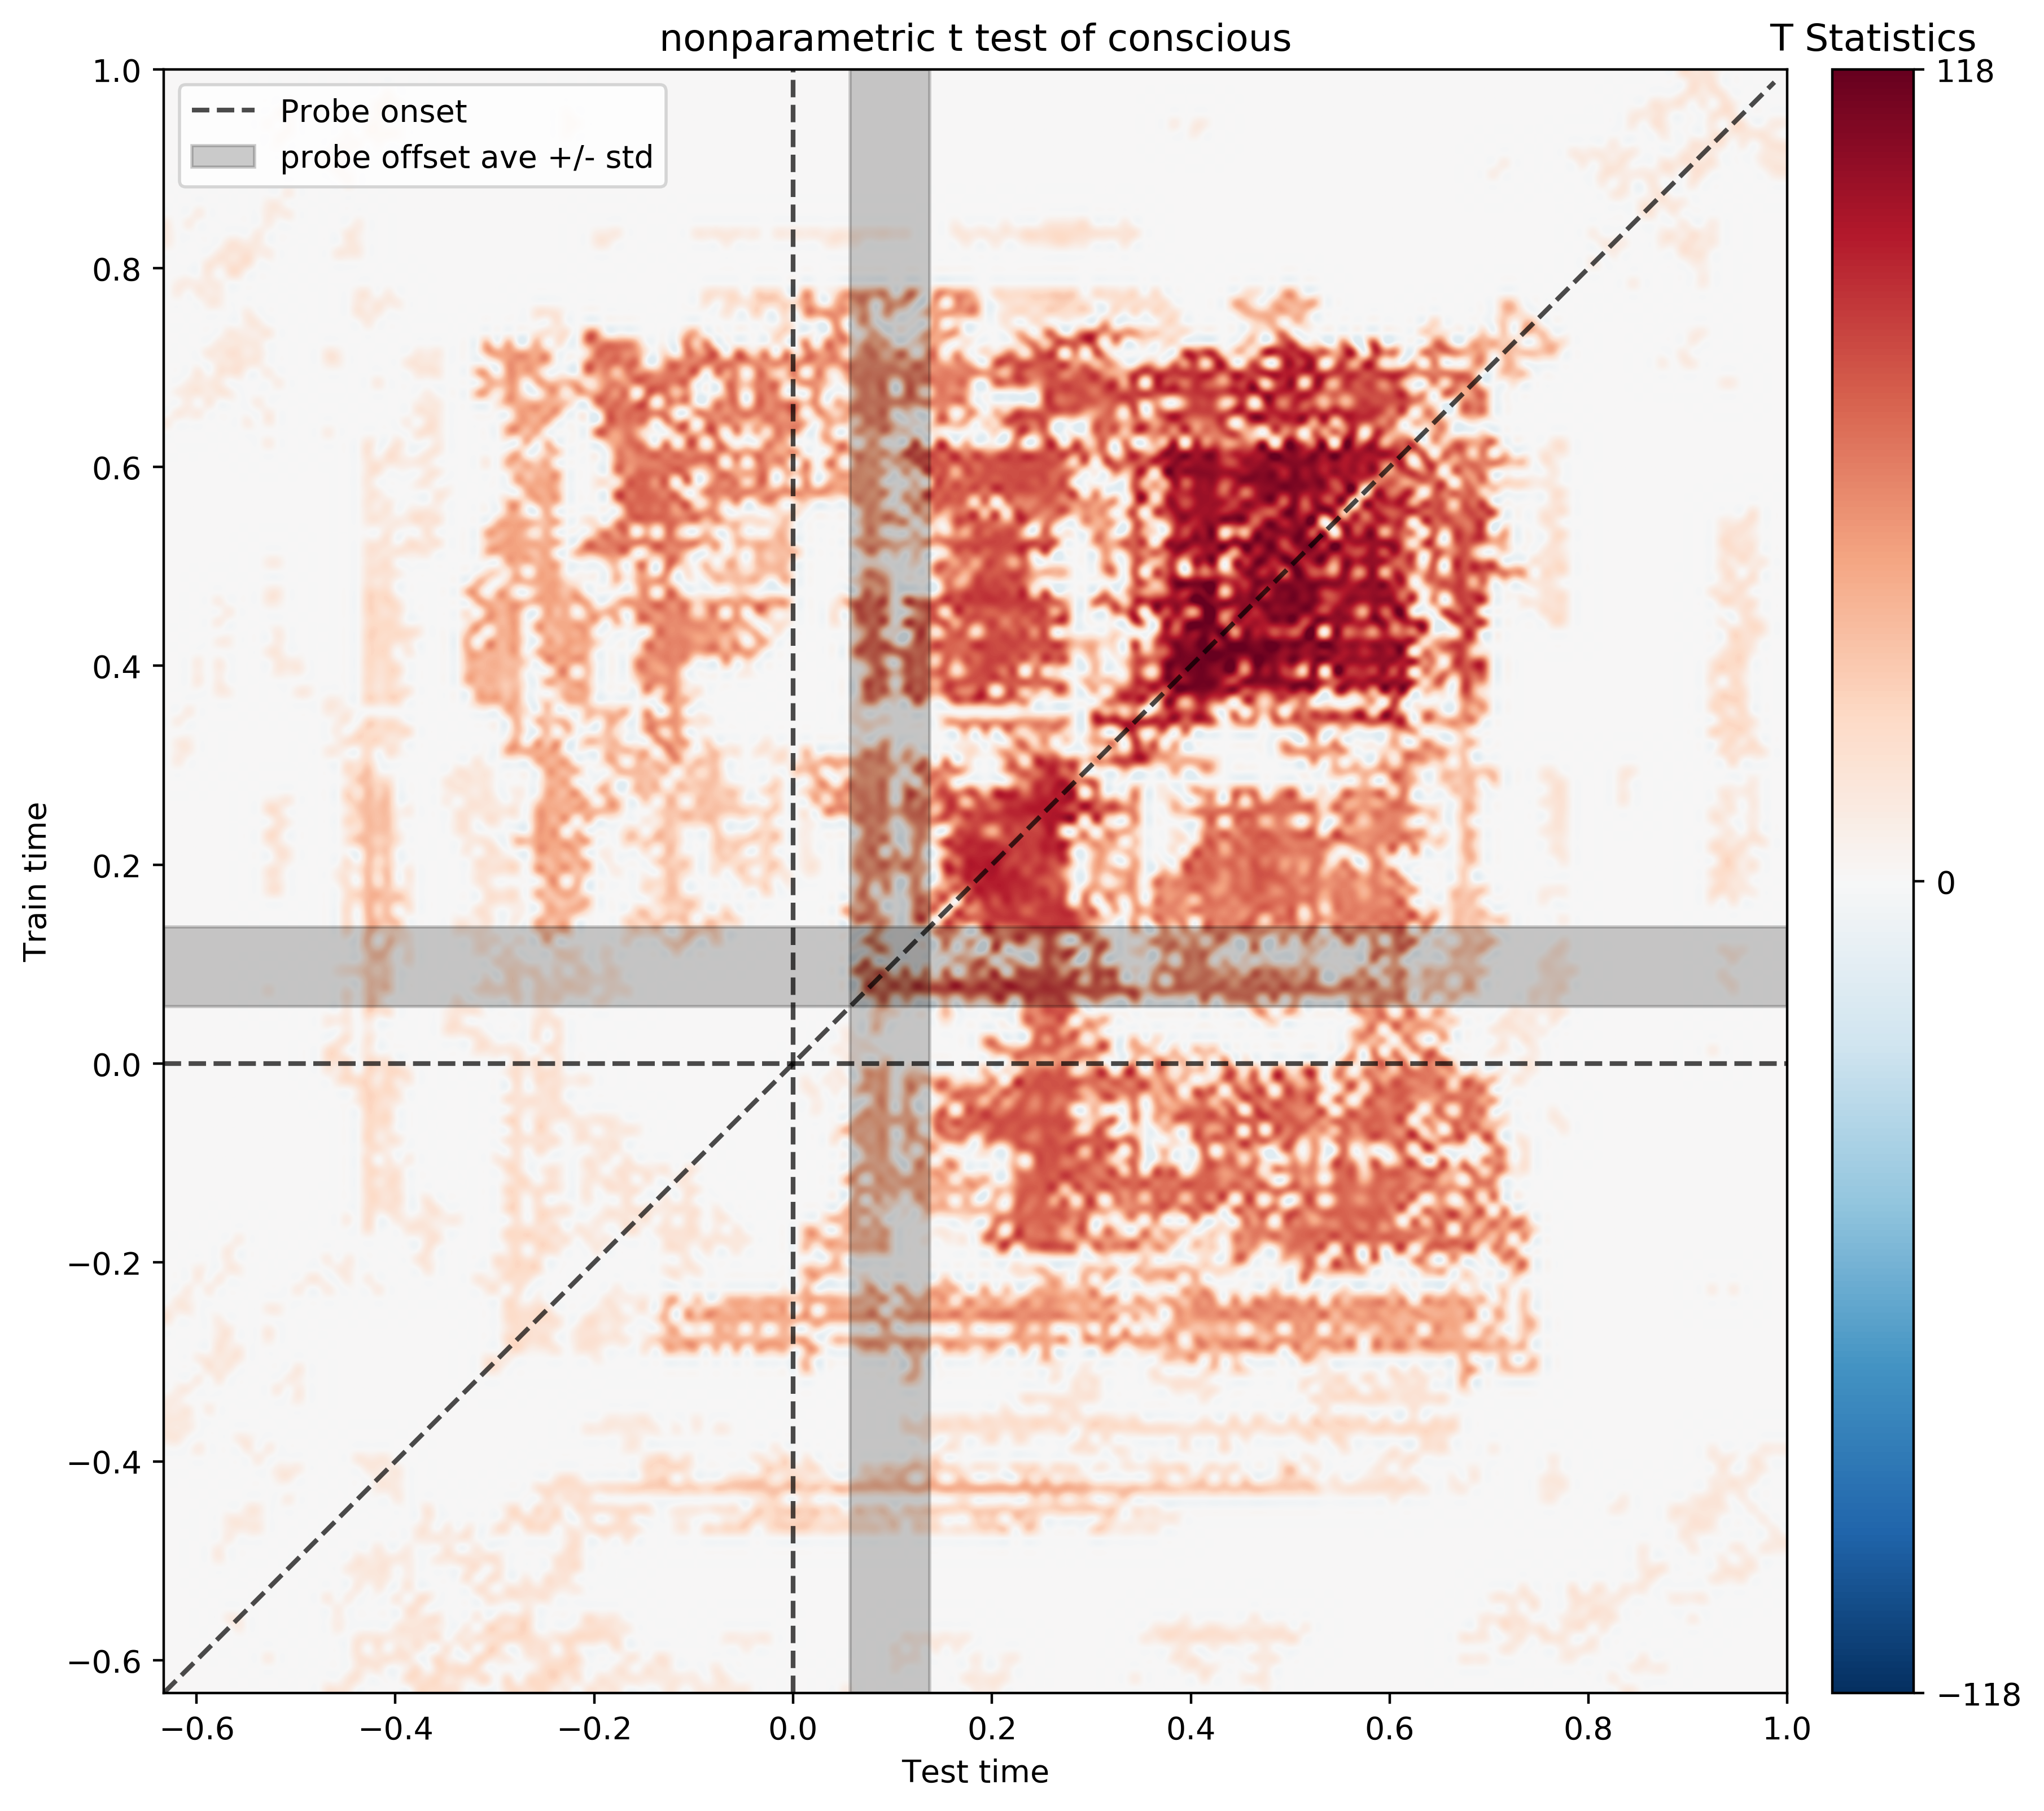 nonparametric t test of conscious
T Statistics
Probe onset
probe offset ave +/- std
1.0
0.8
0.6
0.4
0.2
0.0
−0.2
−0.4
−0.6
Train time
−0.6 −0.4 −0.2 0.0 0.2 0.4 0.6 0.8 1.0
Test time
118
0
−118